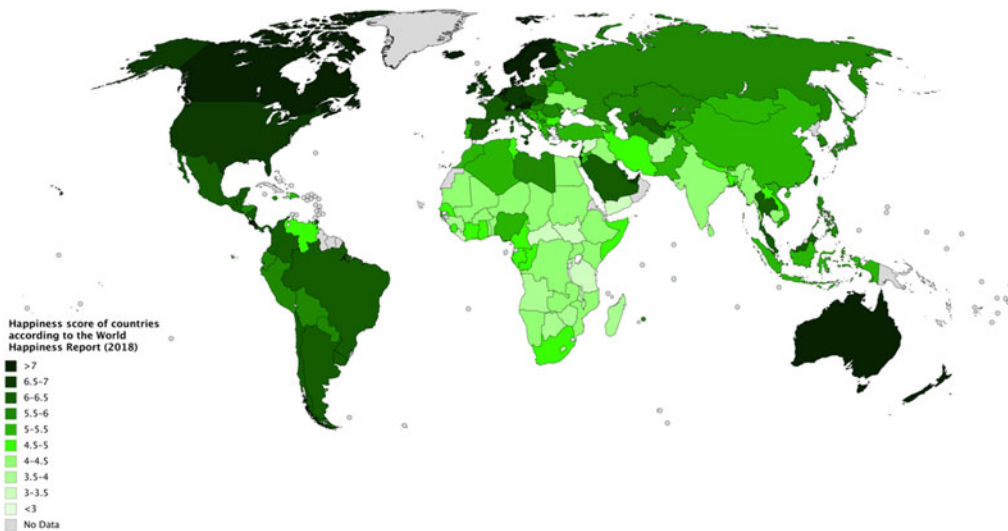 Happiness score of countries
according to the World
Happiness Report (2018)
>7
6.5-7
6-6.5
5.5-6
5-5.5
4.5-5
4-4.5
3.5-4
3-3.5
<3
No Data